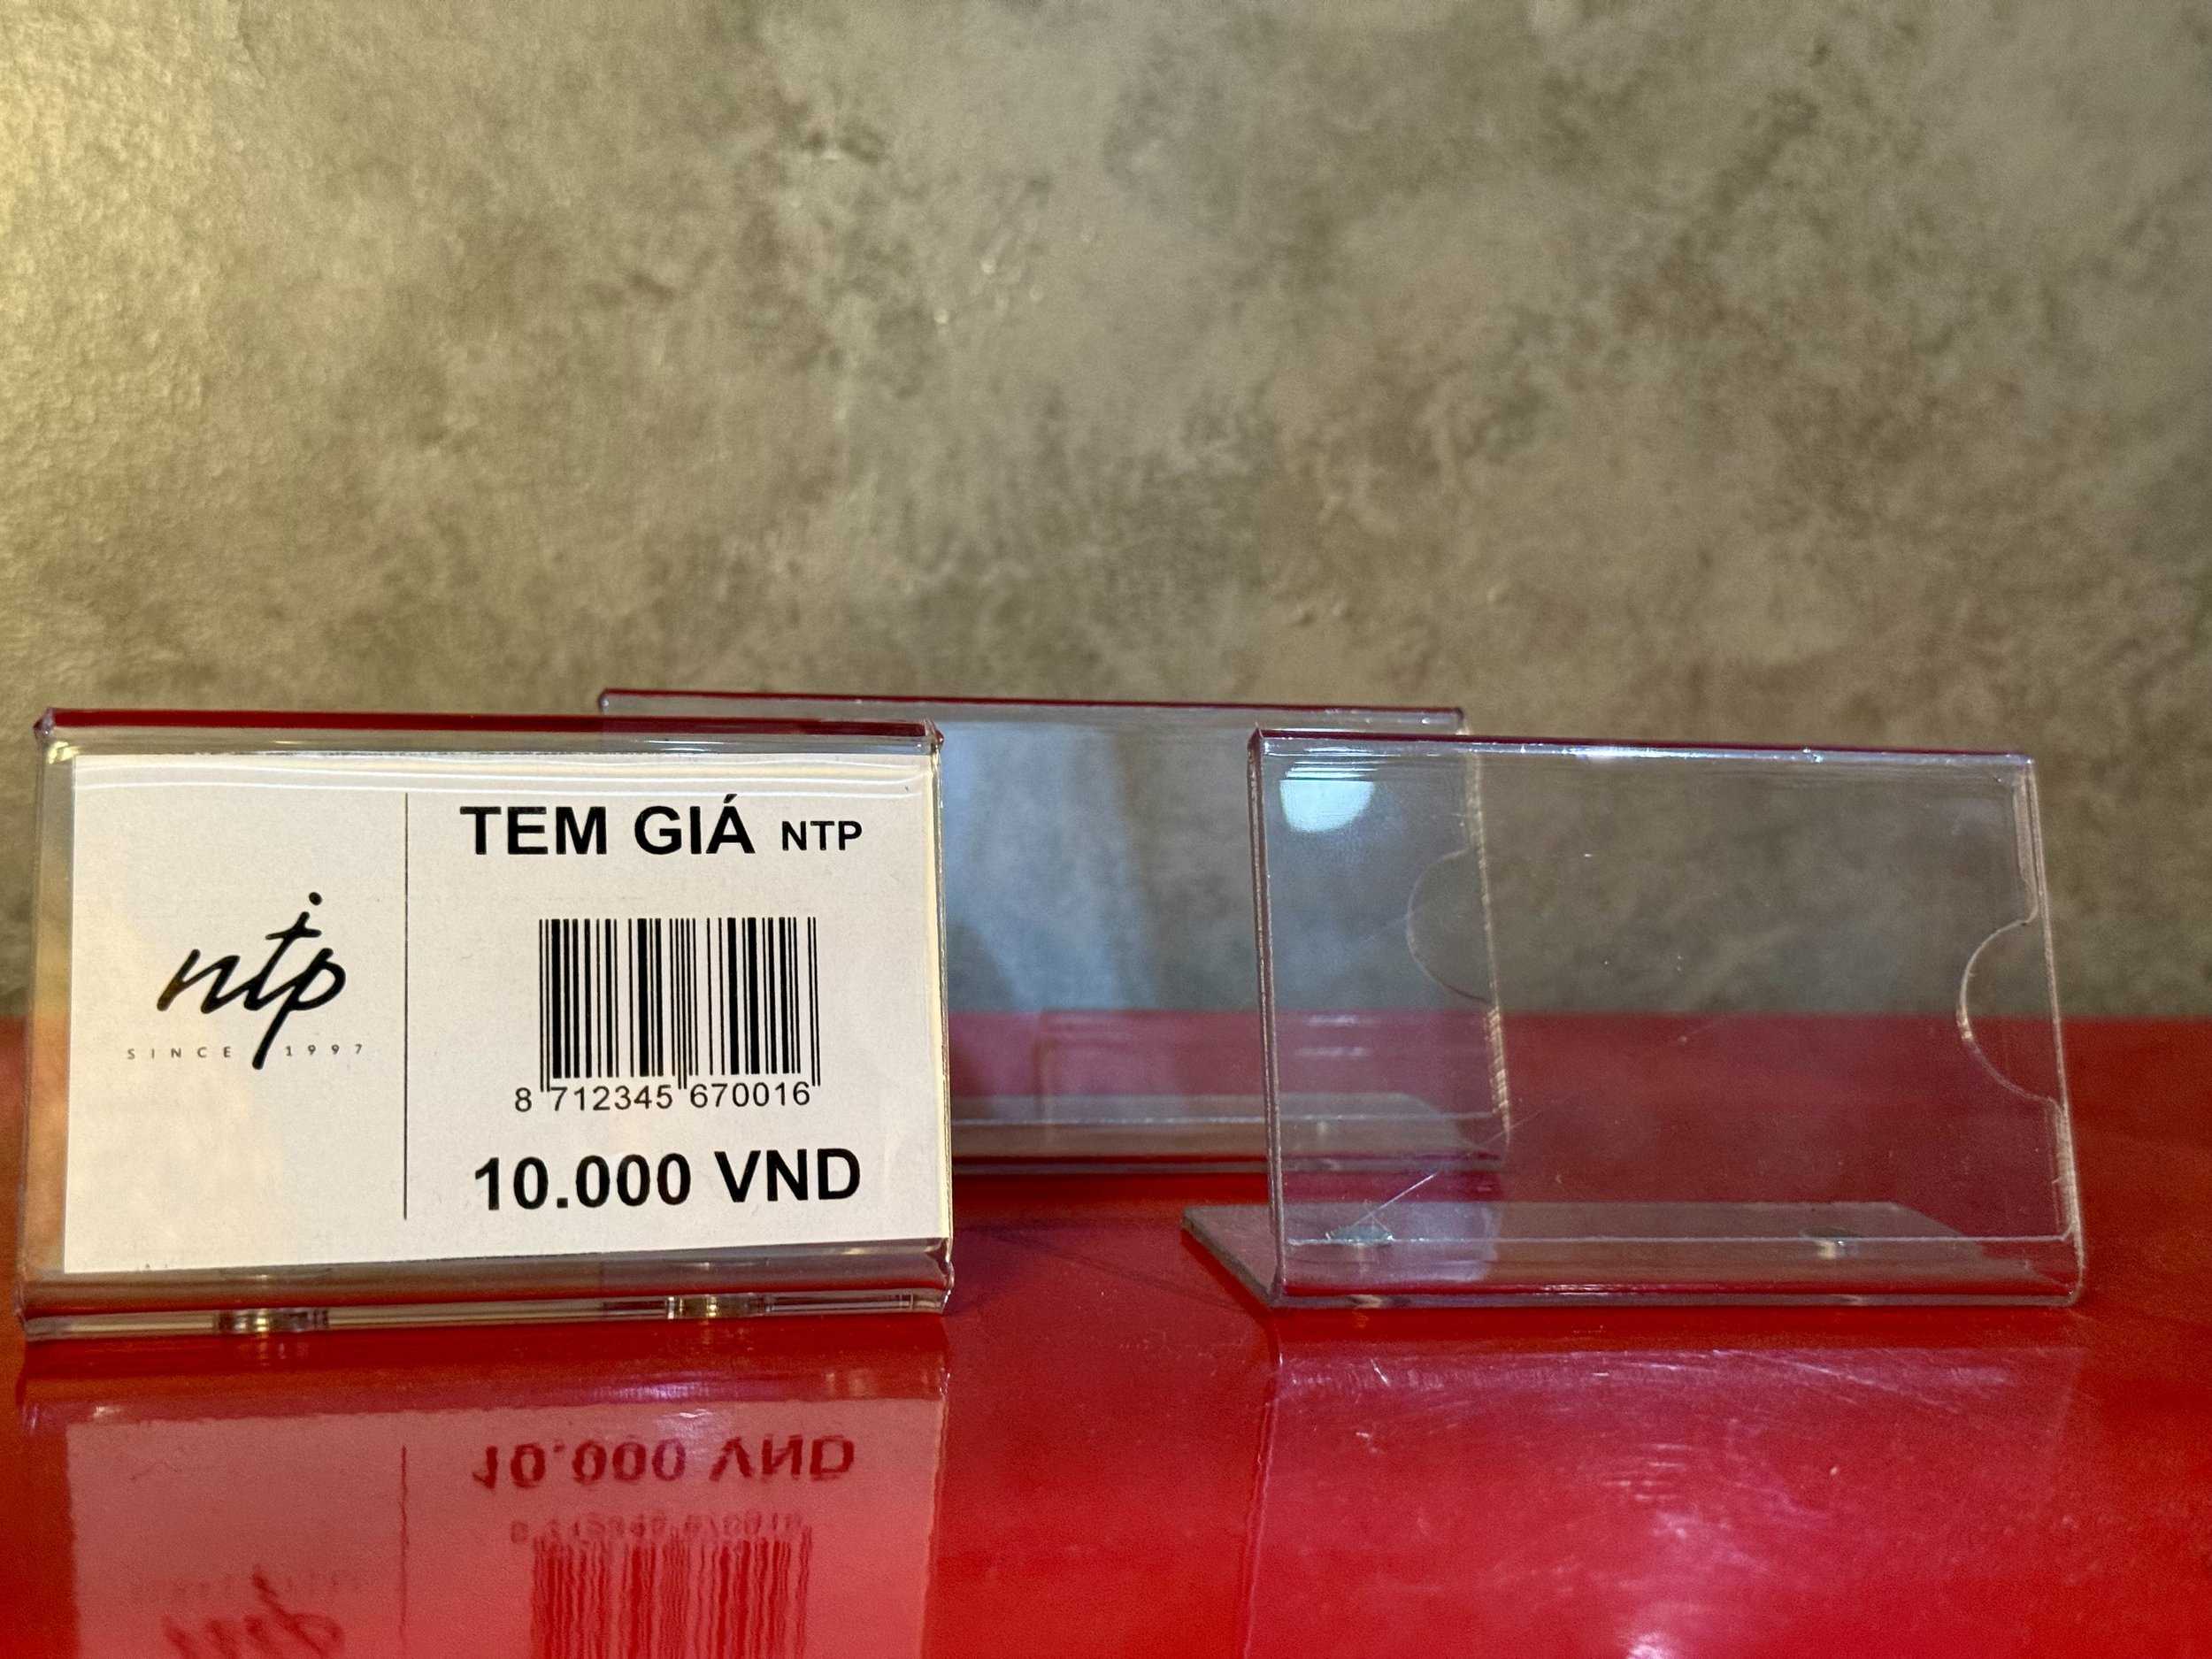 ntp
SINCE 1997
TEM GIÁ NTP
8 712345 670016
10.000 VND